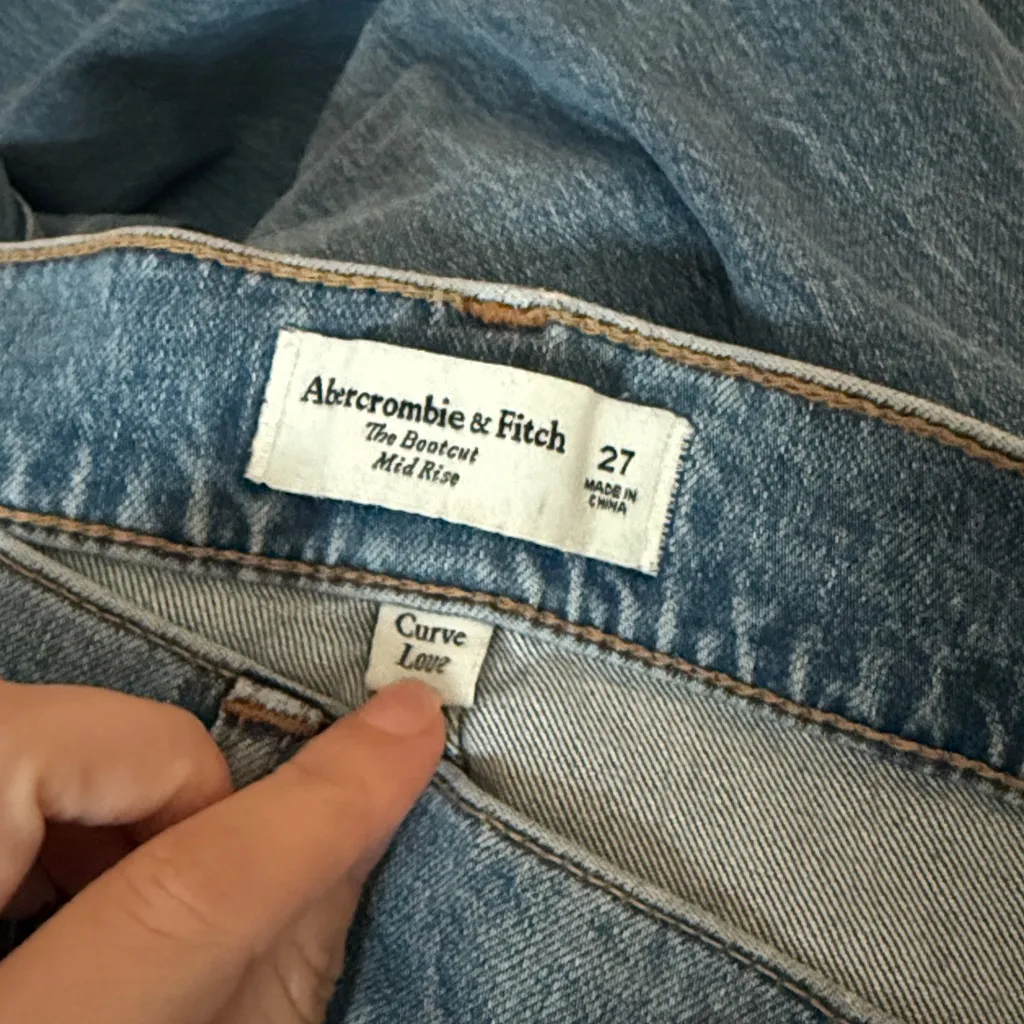 Abercrombie & Fitch
The Bootcut
Mid Rise
27
MADE IN
CHINA
Curve
Love